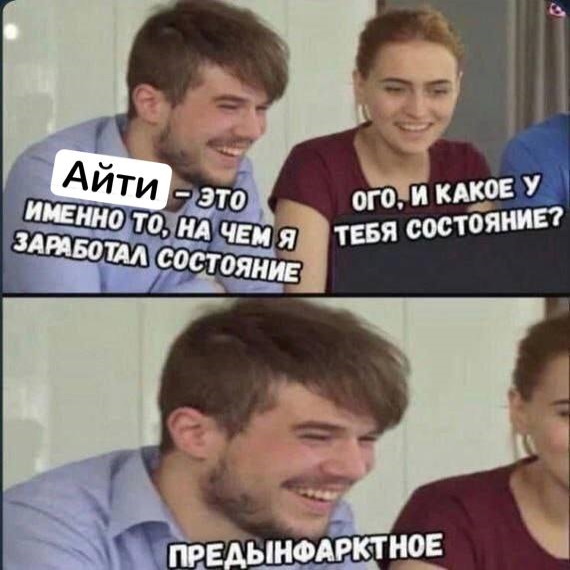 Айти – ЭТО
ИМЕННО ТО, НА ЧЕМ Я
ЗАРАБОТАЛ СОСТОЯНИЕ
ОГО, И КАКОЕ У
ТЕБЯ СОСТОЯНИЕ?
ПРЕДЫНФАРКТНОЕ